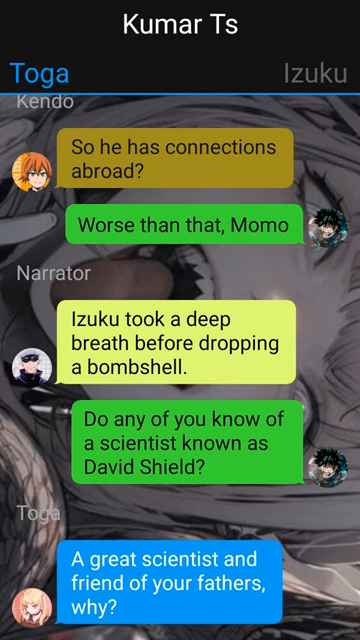 Kumar Ts
Toga
Izuku
Kendo
So he has connections
abroad?
Worse than that, Momo
Narrator
Izuku took a deep
breath before dropping
a bombshell.
Do any of you know of
a scientist known as
David Shield?
Toga
A great scientist and
friend of your fathers,
why?